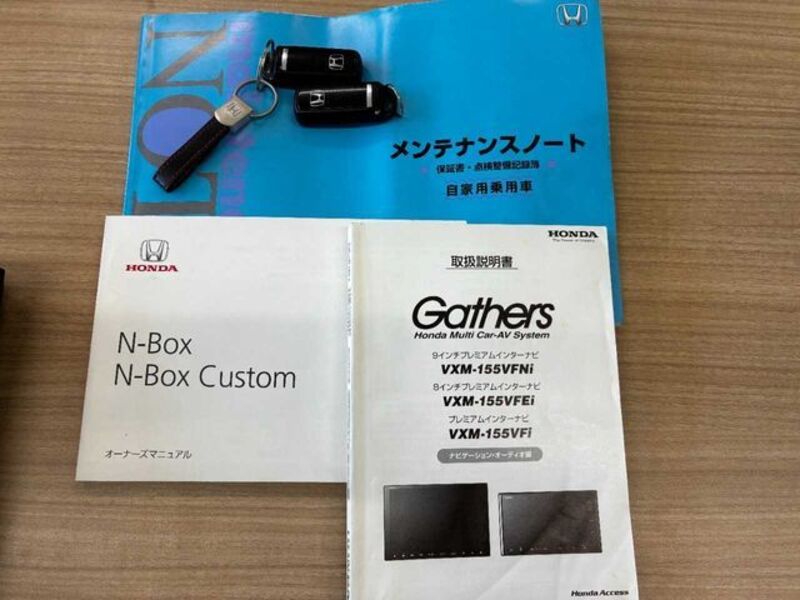 メンテナンスノート
保証書・点検整備記録簿
自家用乗用車
HONDA
N-Box
N-Box Custom
オーナーズマニュアル
HONDA
The Power of Dreams
取扱説明書
Gathers
Honda Multi Car-AV System
9インチプレミアムインターナビ
VXM-155VFNi
8インチプレミアムインターナビ
VXM-155VFEi
プレミアムインターナビ
VXM-155VFi
ナビゲーション・オーディオ編
Honda Access